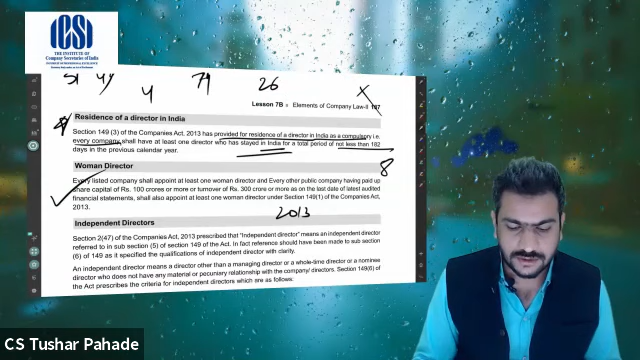 ICSI
THE INSTITUTE OF
Company Secretaries of India
51 44 4 79 26 X
Lesson 7B Elements of Company Law-II 187
Residence of a director in India
Section 149 (3) of the Companies Act, 2013 has provided for residence of a director in India as a compulsory i.e.
every company shall have at least one director who has stayed in India for a total period of not less than 182
days in the previous calendar year.
Woman Director
8
Every listed company shall appoint at least one woman director and Every other public company having paid up
share capital of Rs. 100 crores or more or turnover of Rs. 300 crore or more as on the last date of latest audited
financial statements, shall also appoint at least one woman director under Section 149(1) of the Companies Act,
2013.
2013
Independent Directors
Section 2(47) of the Companies Act, 2013 prescribed that "Independent director" means an independent director
referred to in sub section (5) of section 149 of the Act. In fact reference should have been made to sub section
(6) of 149 as it specified the qualifications of independent director with clarity.
An independent director means a director other than a managing director or a whole-time director or a nominee
director who does not have any material or pecuniary relationship with the company/ directors. Section 149(6) of
the Act prescribes the criteria for independent directors which are as follows:
CS Tushar Pahade